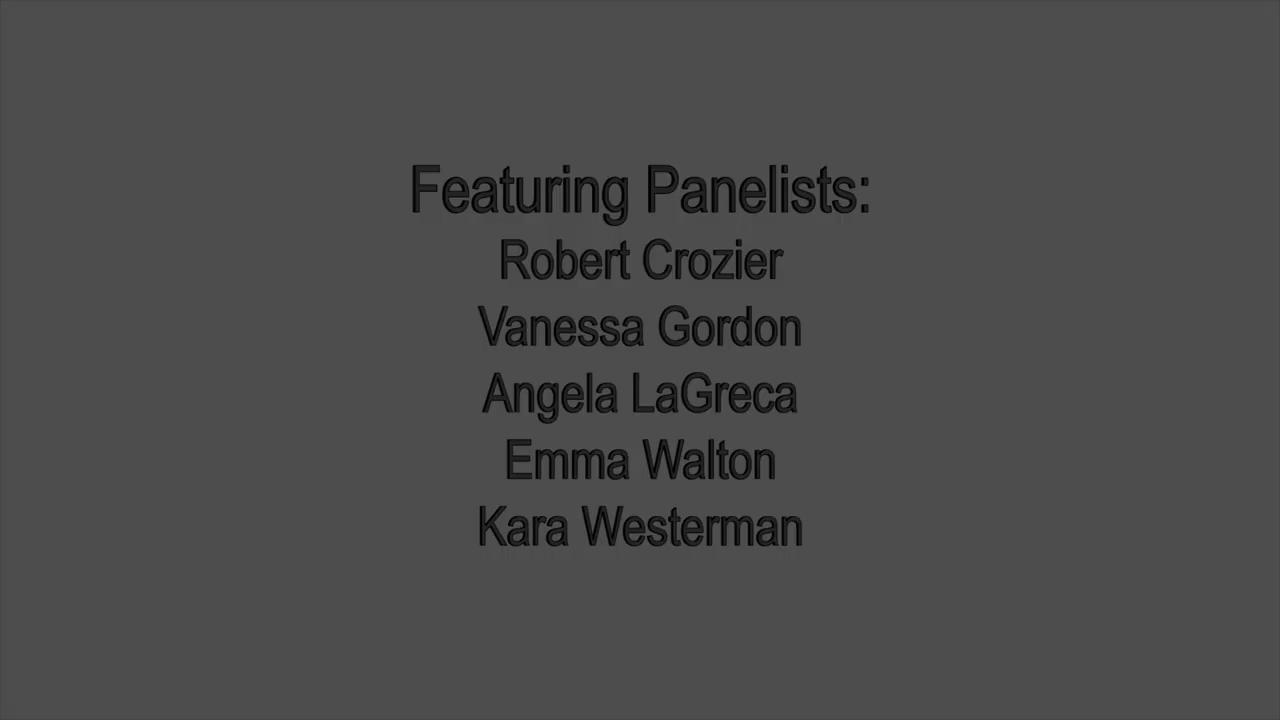 Featuring Panelists:
Robert Crozier
Vanessa Gordon
Angela LaGreca
Emma Walton
Kara Westerman